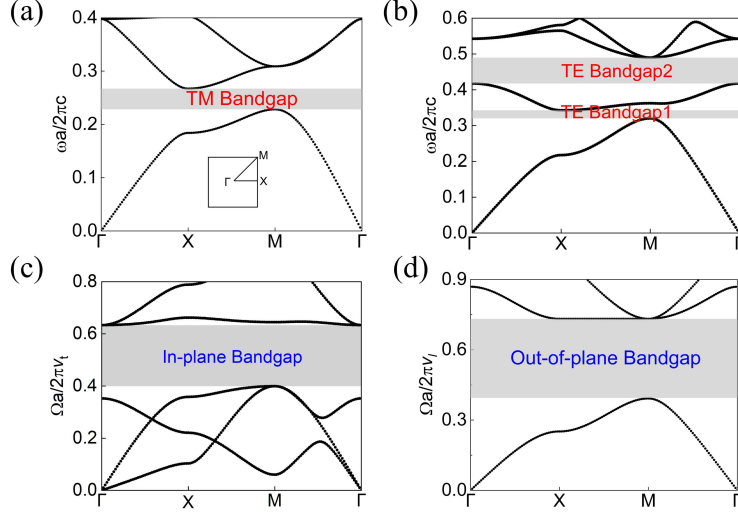 (a)
0.4
0.3
0.2
0.1
0.0
ωa/2πc
TM Bandgap
M
Γ
X
Γ
X
M
Γ
(b)
0.6
0.5
0.4
0.3
0.2
0.1
0.0
ωa/2πc
TE Bandgap2
TE Bandgap1
Γ
X
M
Γ
(c)
0.8
0.6
0.4
0.2
0.0
Ωa/2πvt
In-plane Bandgap
Γ
X
M
Γ
(d)
0.9
0.6
0.3
0.0
Ωa/2πvl
Out-of-plane Bandgap
Γ
X
M
Γ